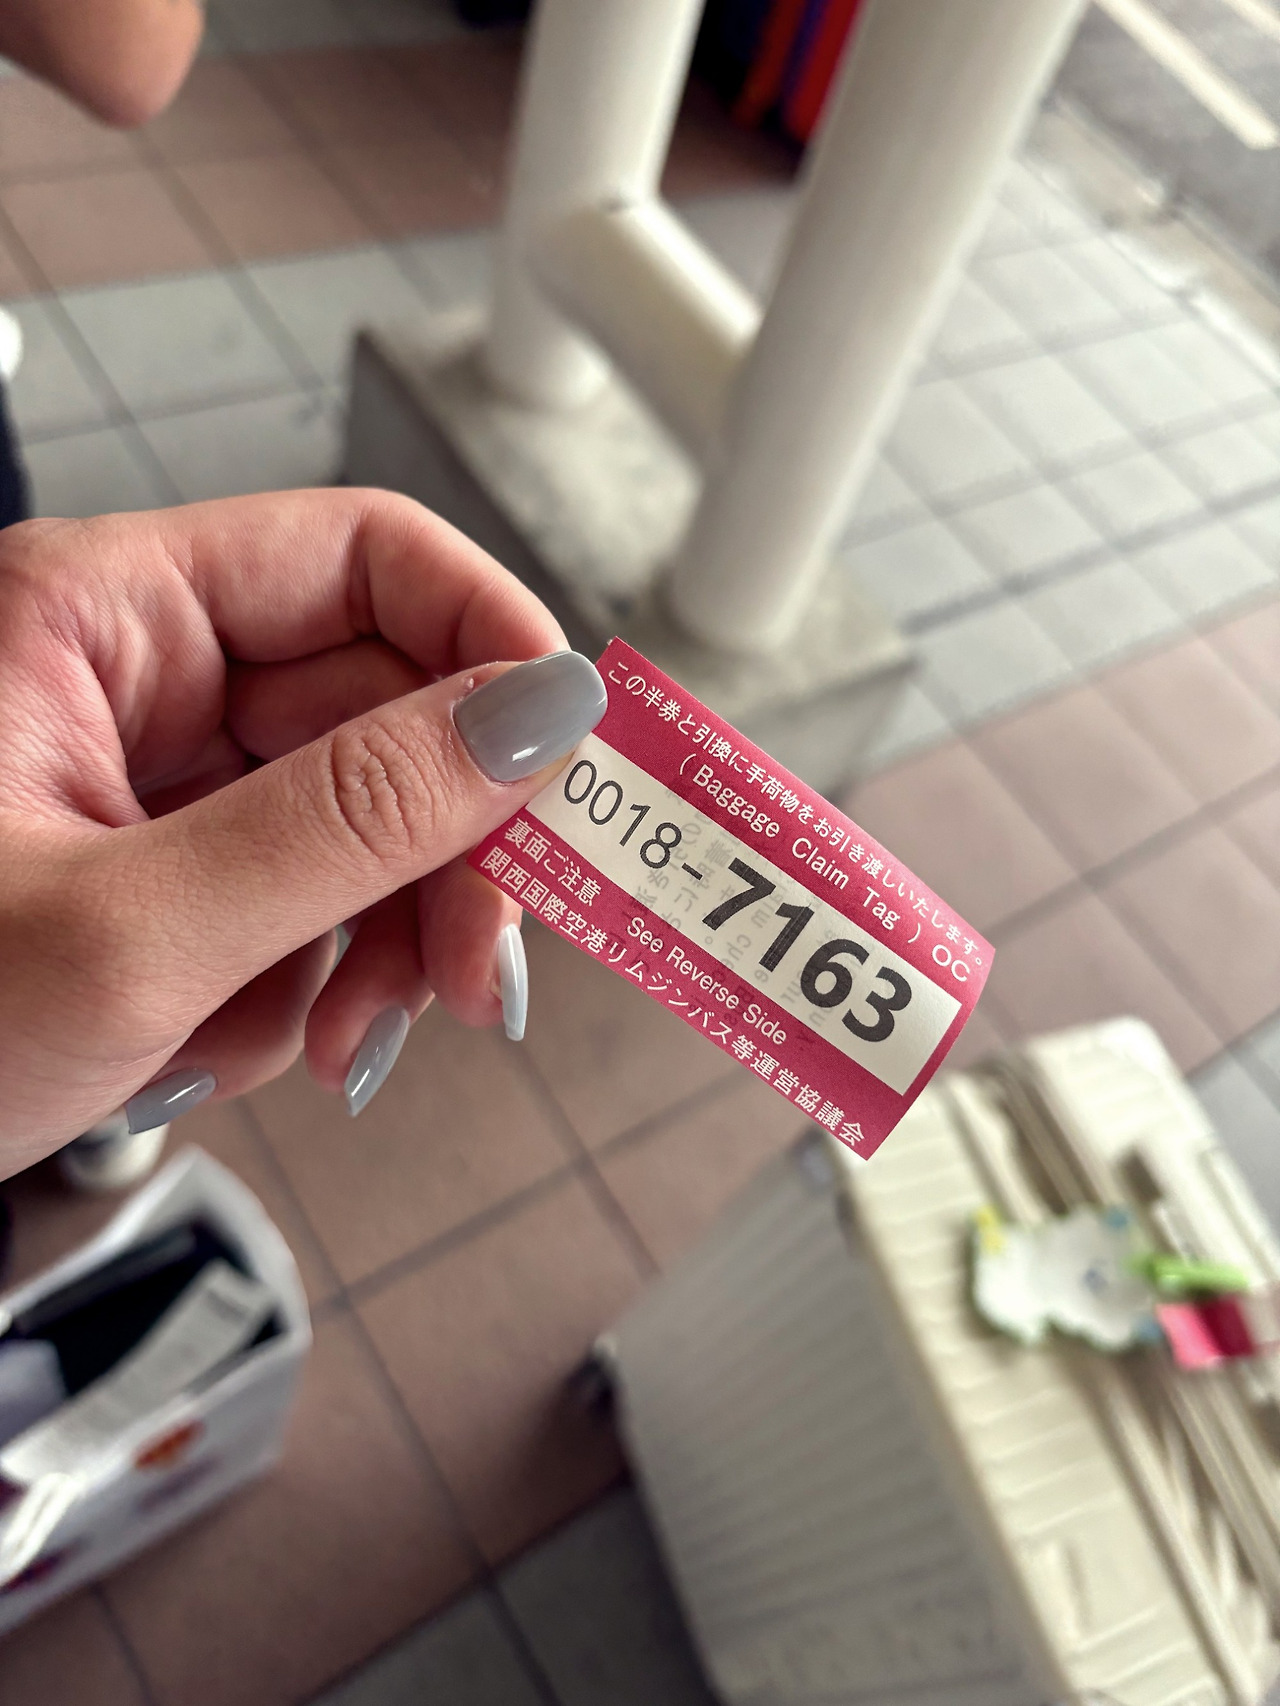 この半券と引換に手荷物をお引き渡しいたします。
( Baggage Claim Tag ) OC
0018-7163
裏面ご注意 See Reverse Side
関西国際空港リムジンバス等運営協議会